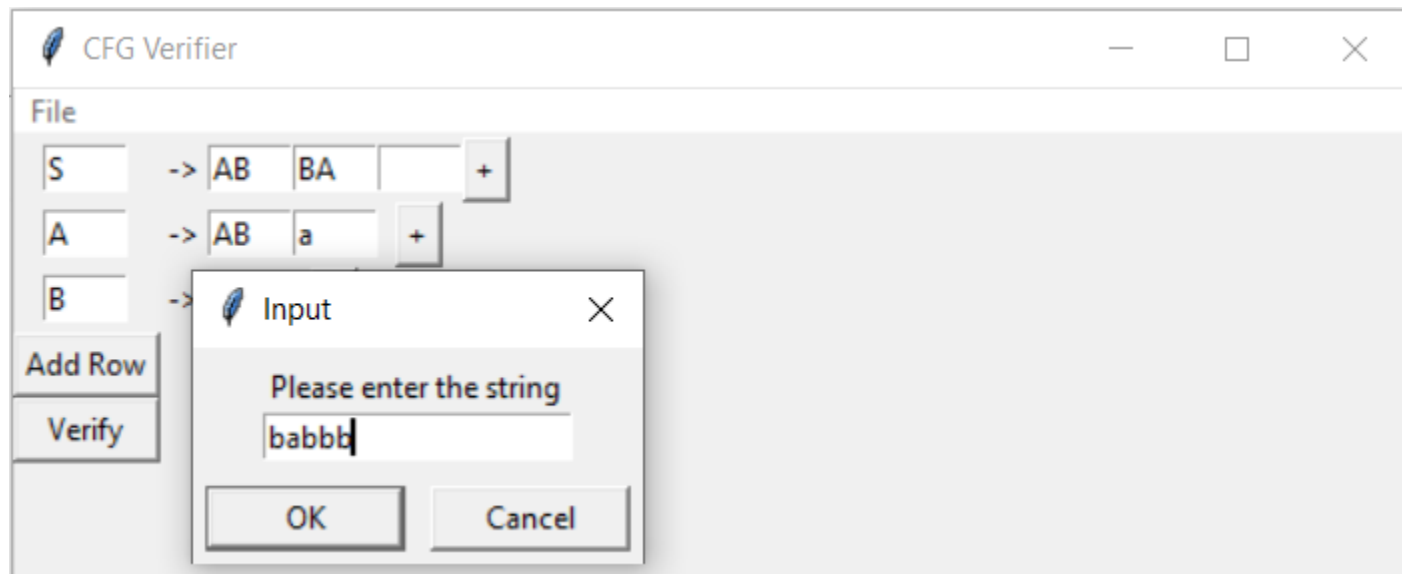 CFG Verifier
File
S -> AB BA +
A -> AB a +
B ->
Input
Add Row
Please enter the string
Verify
babbb
OK Cancel